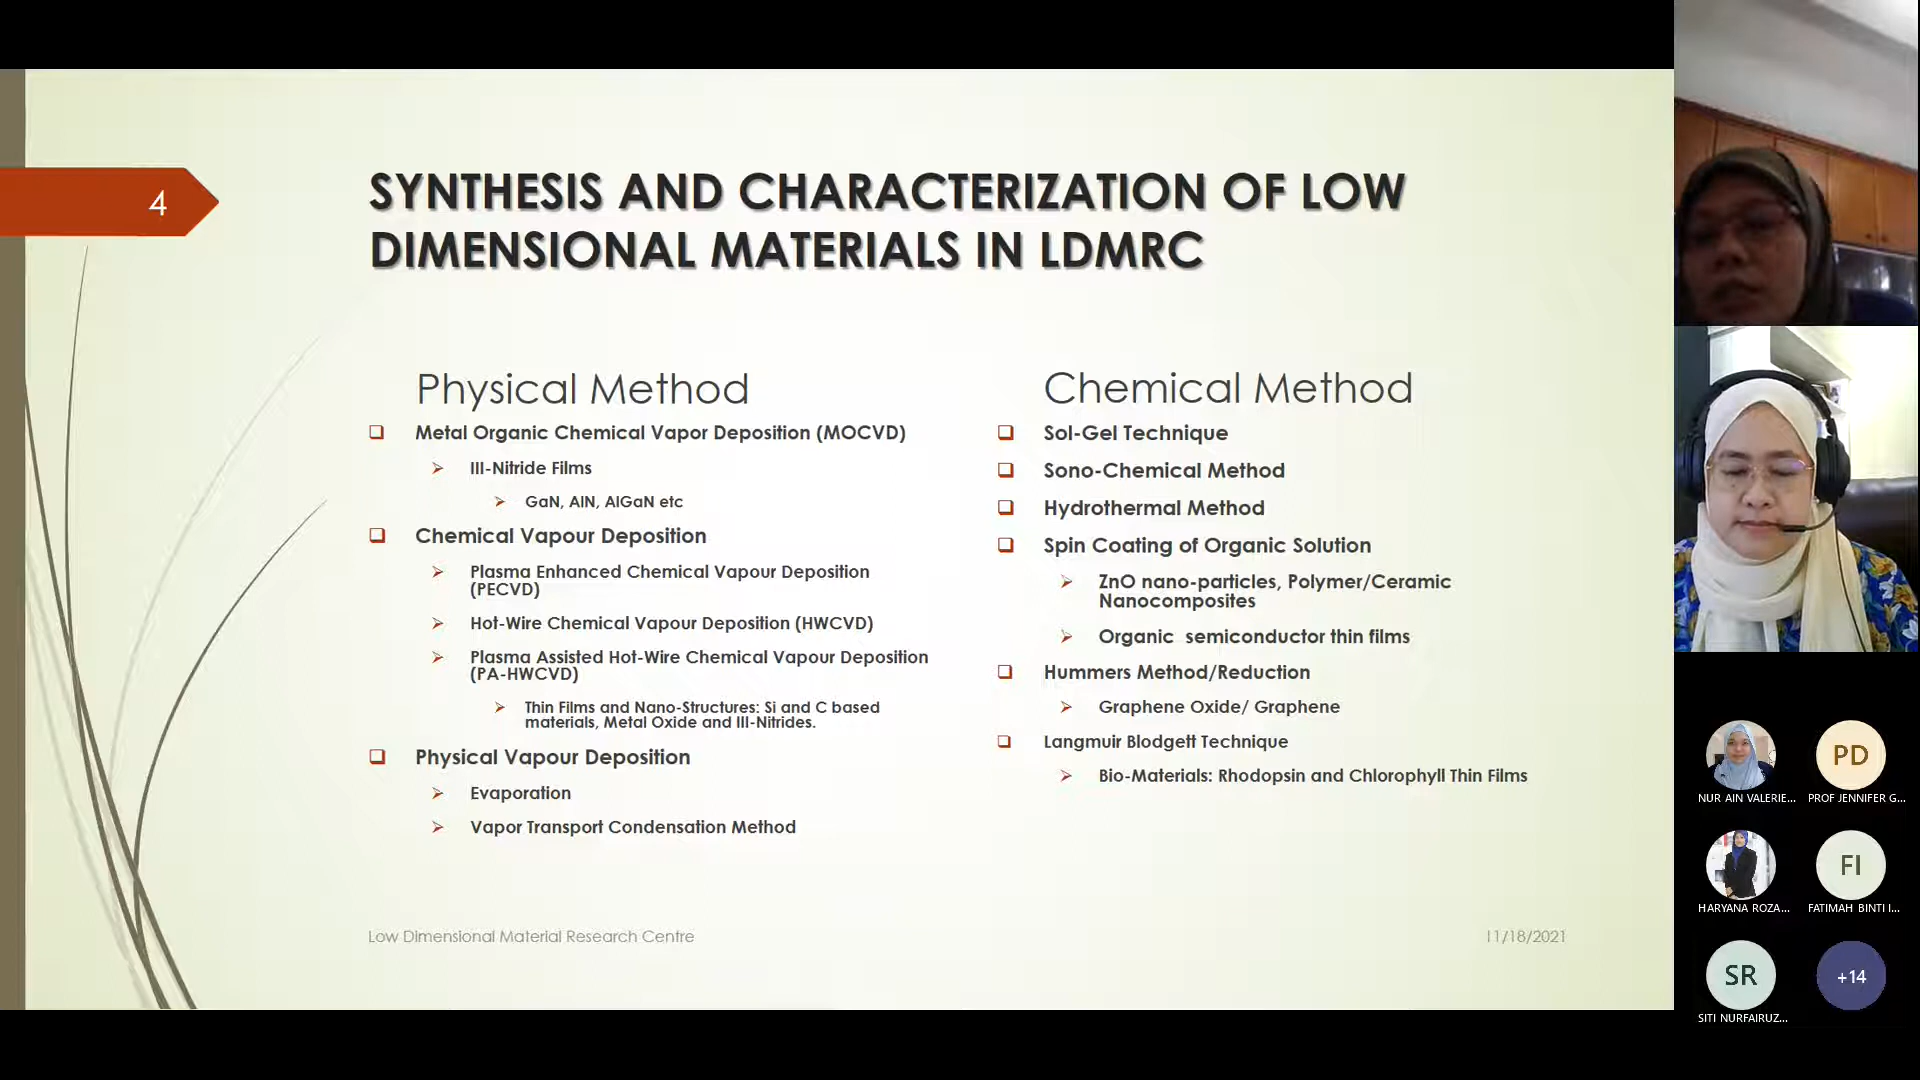 4
SYNTHESIS AND CHARACTERIZATION OF LOW
DIMENSIONAL MATERIALS IN LDMRC
Physical Method
Metal Organic Chemical Vapor Deposition (MOCVD)
III-Nitride Films
GaN, AlN, AlGaN etc
Chemical Vapour Deposition
Plasma Enhanced Chemical Vapour Deposition
(PECVD)
Hot-Wire Chemical Vapour Deposition (HWCVD)
Plasma Assisted Hot-Wire Chemical Vapour Deposition
(PA-HWCVD)
Thin Films and Nano-Structures: Si and C based
materials, Metal Oxide and III-Nitrides.
Physical Vapour Deposition
Evaporation
Vapor Transport Condensation Method
Chemical Method
Sol-Gel Technique
Sono-Chemical Method
Hydrothermal Method
Spin Coating of Organic Solution
ZnO nano-particles, Polymer/Ceramic
Nanocomposites
Organic semiconductor thin films
Hummers Method/Reduction
Graphene Oxide/ Graphene
Langmuir Blodgett Technique
Bio-Materials: Rhodopsin and Chlorophyll Thin Films
Low Dimensional Material Research Centre
11/18/2021
PD
NUR AIN VALERIE...
PROF JENNIFER G...
FI
HARYANA ROZA...
FATIMAH BINTI I...
SR
+14
SITI NURFAIRUZ...